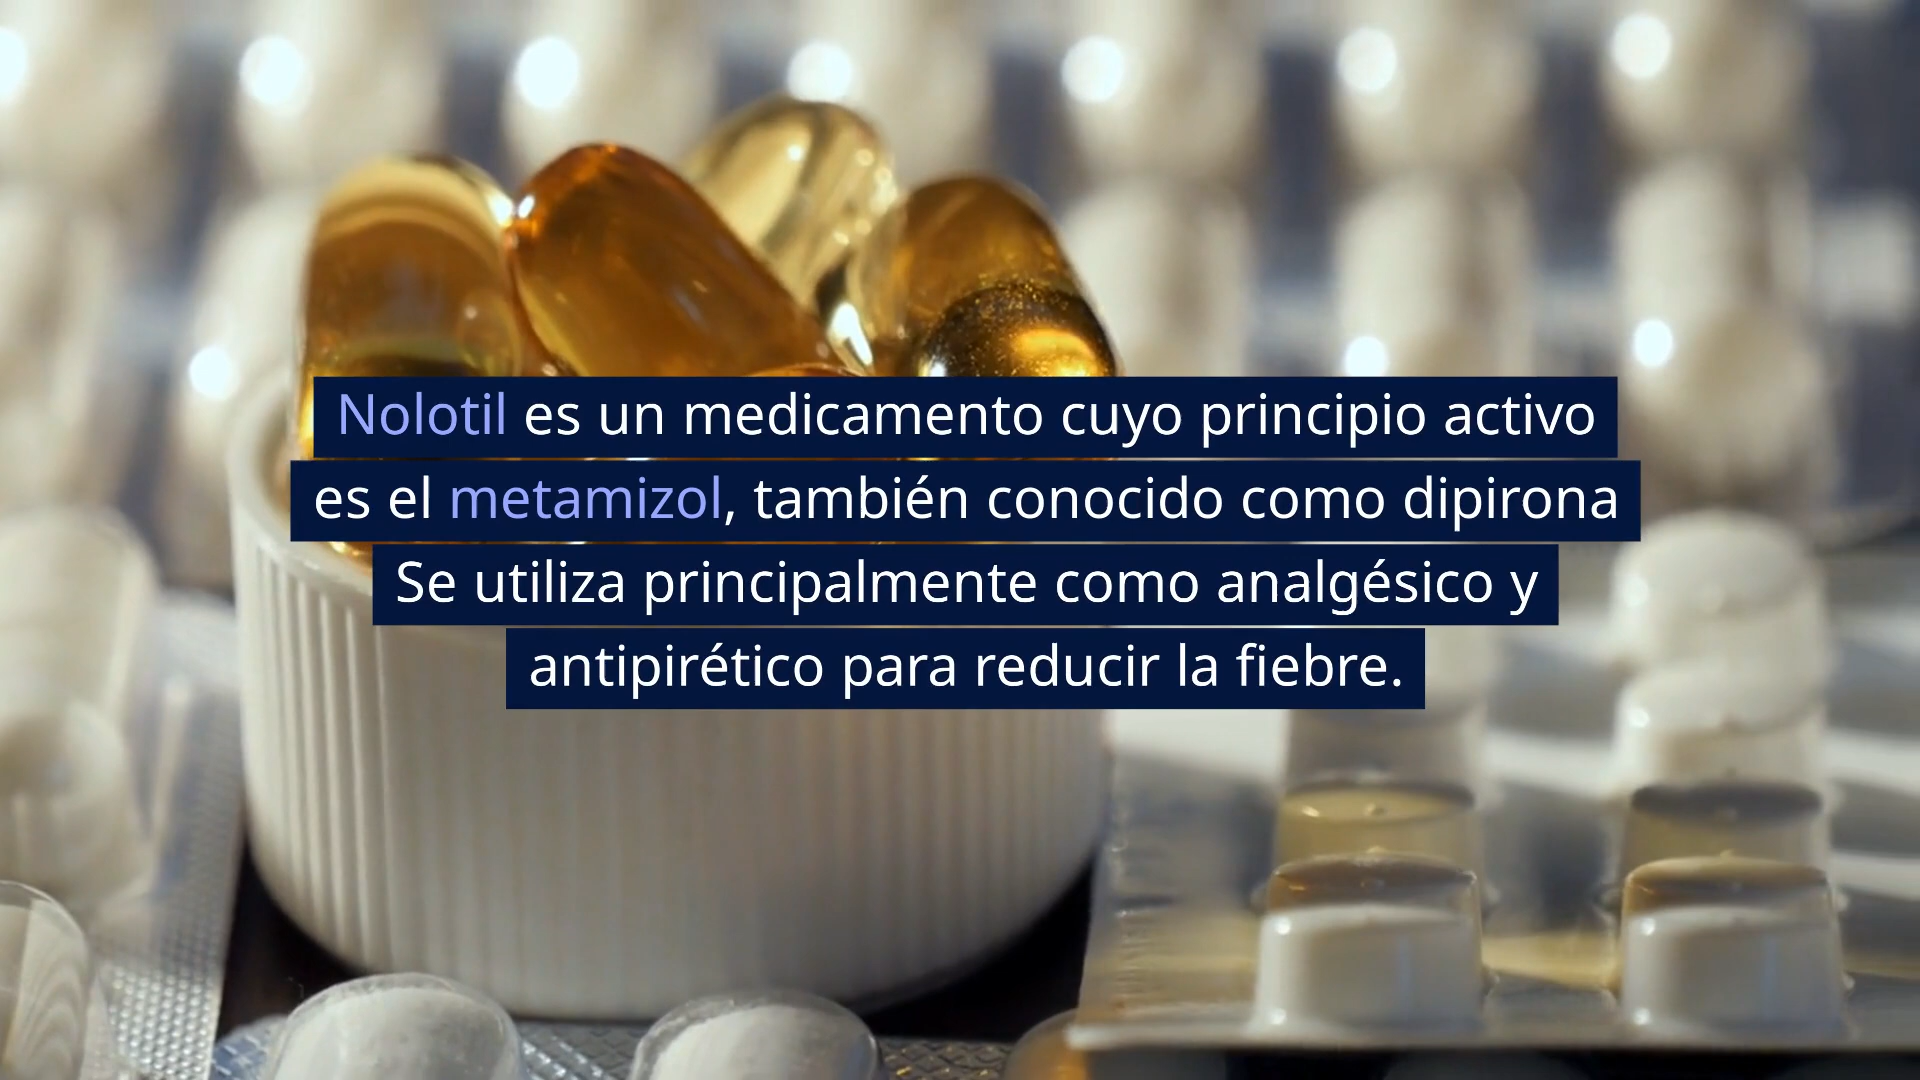 Nolotil es un medicamento cuyo principio activo
es el metamizol, también conocido como dipirona
Se utiliza principalmente como analgésico y
antipirético para reducir la fiebre.